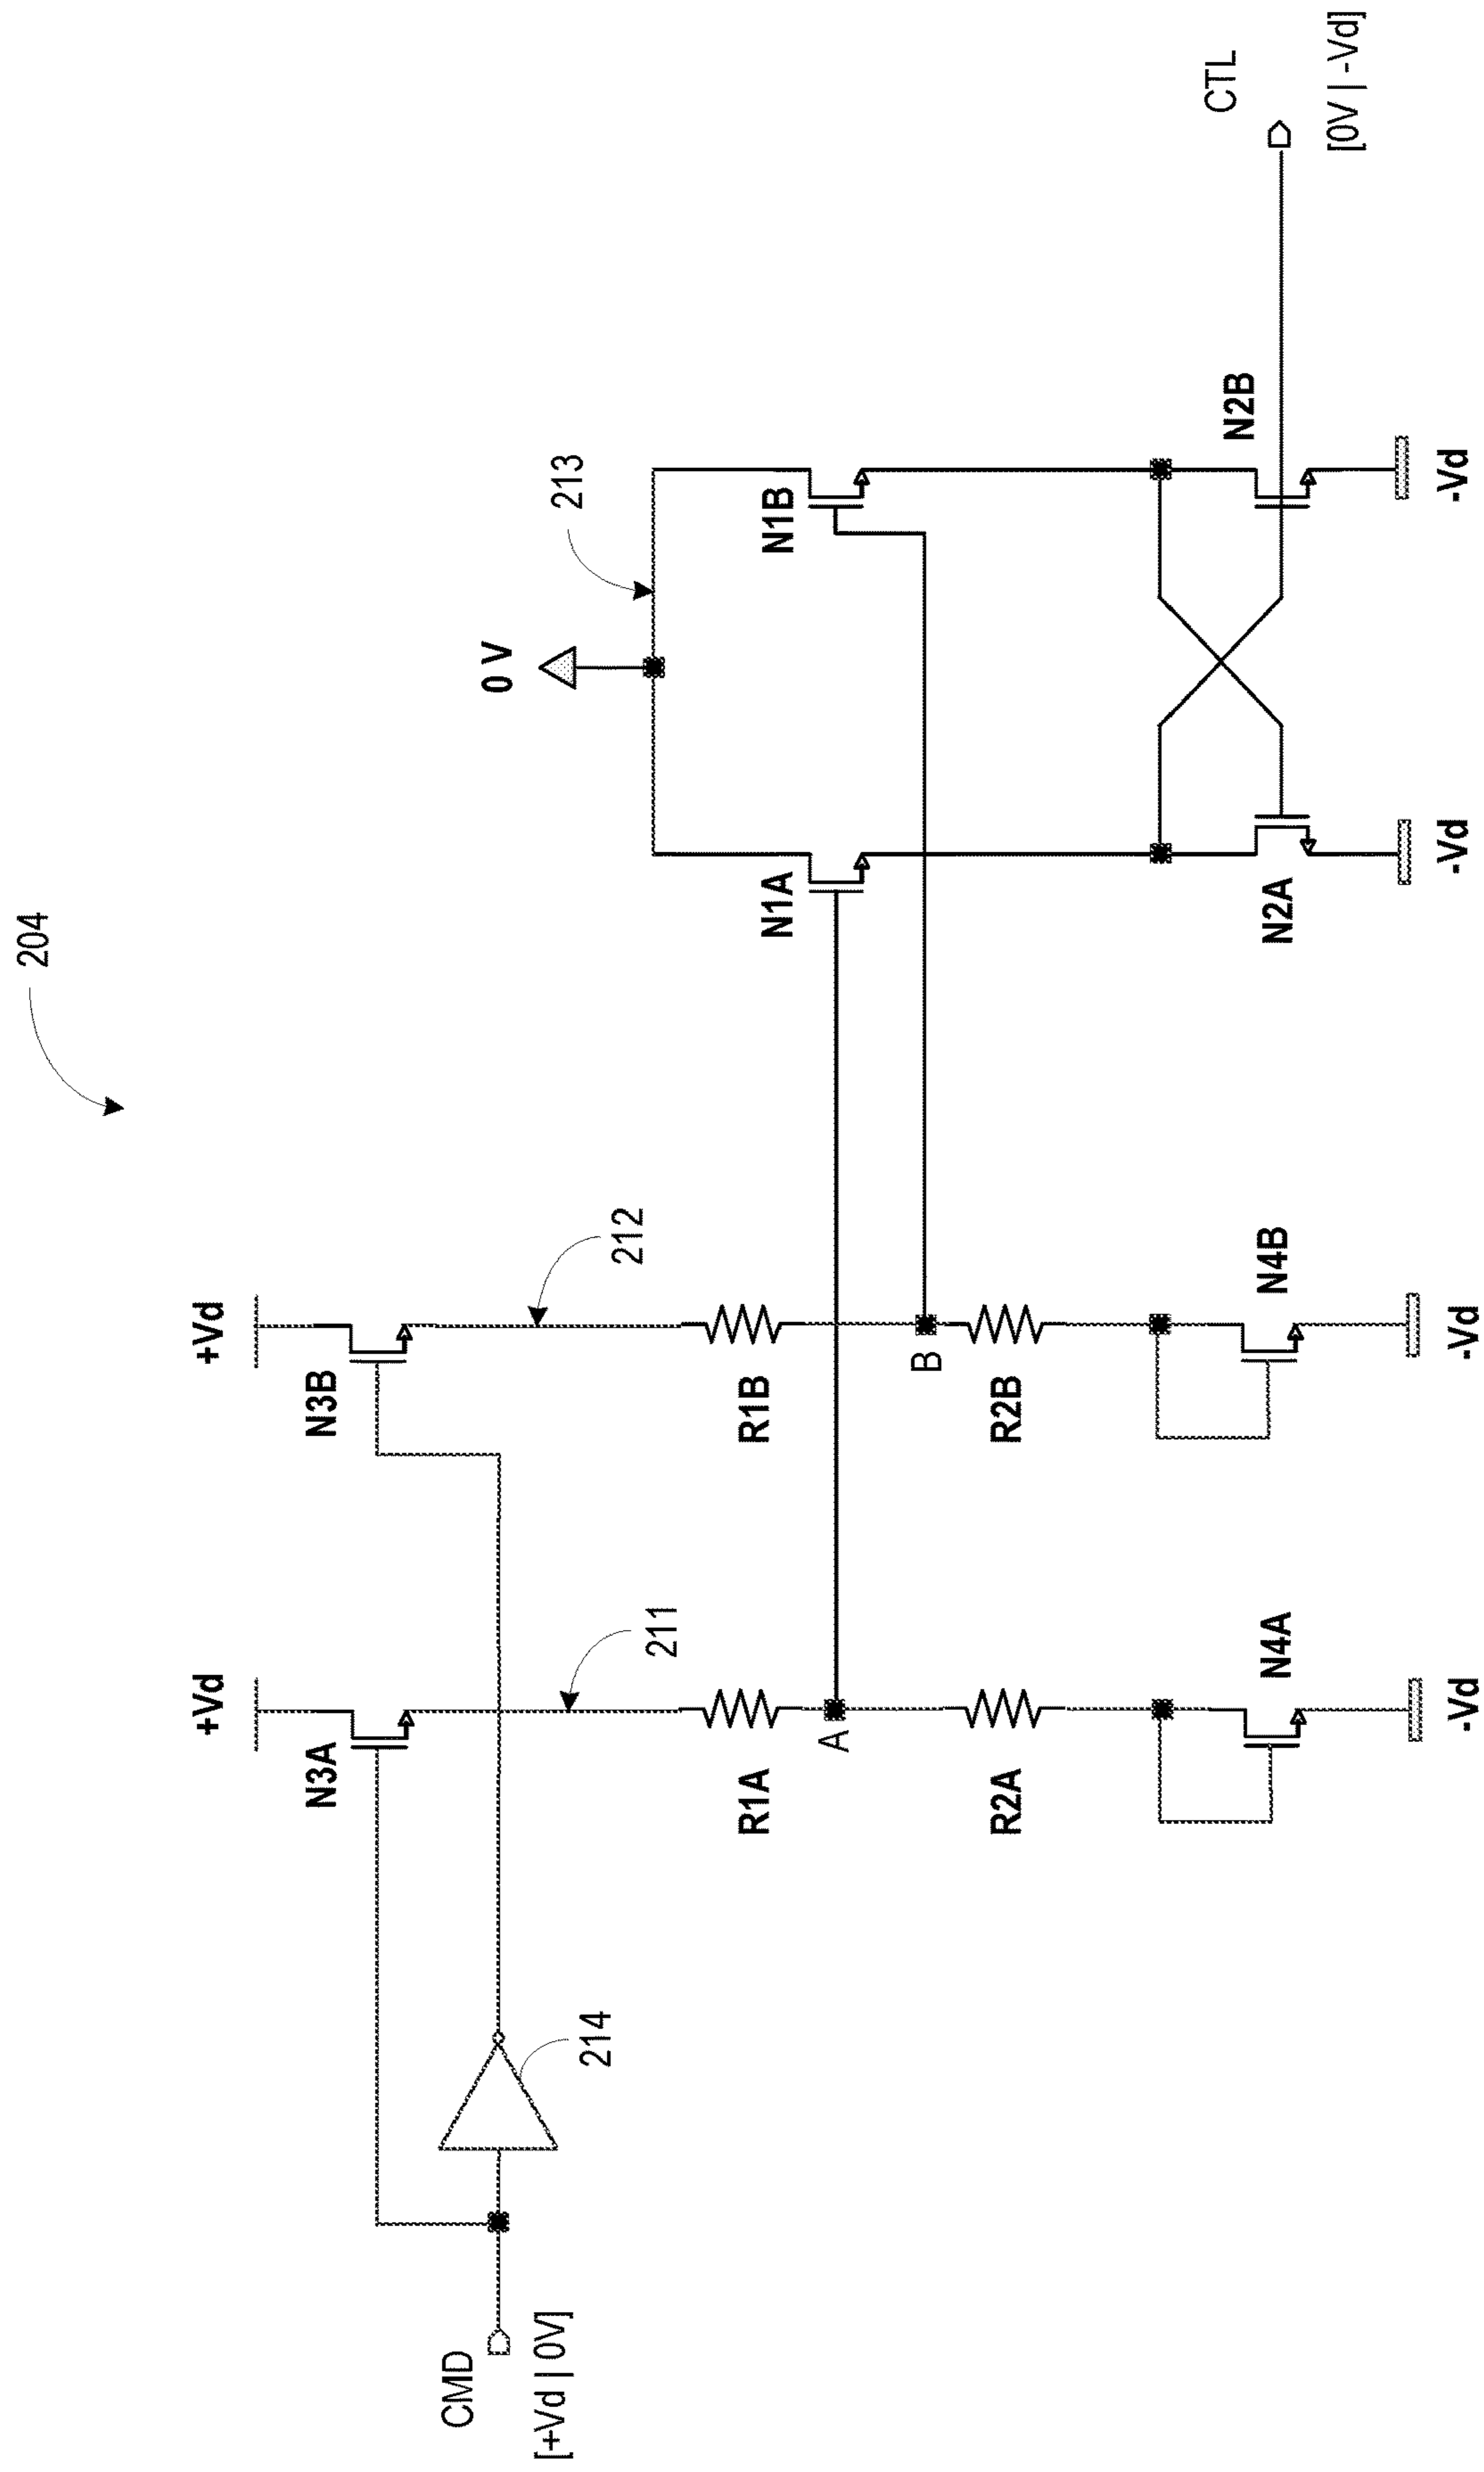 204
+Vd
+Vd
0 V
213
N3A
N3B
212
211
CMD
[+Vd | 0V]
214
R1A
R1B
N1A
N1B
A
B
R2A
R2B
N4A
N4B
N2A
N2B
CTL
[0V | -Vd]
-Vd
-Vd
-Vd
-Vd